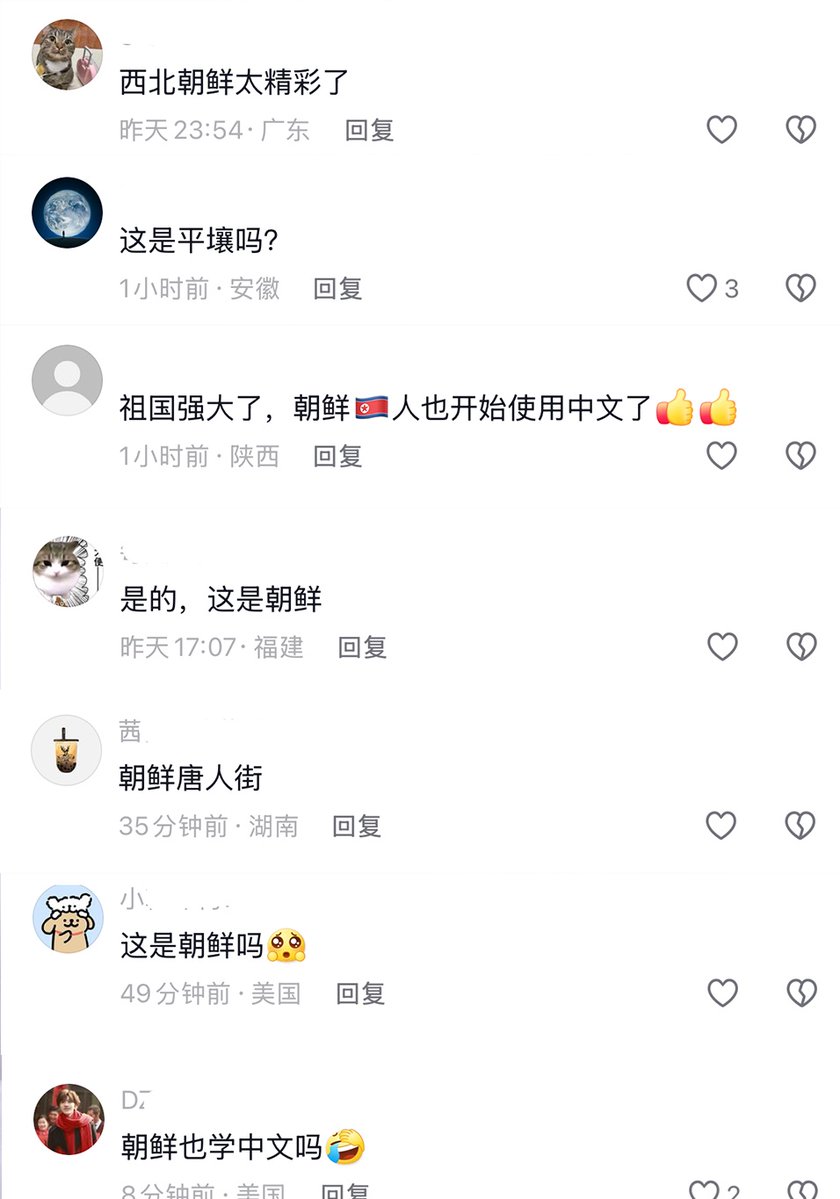 西北朝鲜太精彩了
昨天 23:54 · 广东 回复
这是平壤吗?
1小时前 · 安徽 回复
3
祖国强大了，朝鲜🇰🇵人也开始使用中文了👍👍
1小时前 · 陕西 回复
是的，这是朝鲜
昨天 17:07 · 福建 回复
茜
朝鲜唐人街
35分钟前 · 湖南 回复
小
这是朝鲜吗🥺
49分钟前 · 美国 回复
朝鲜也学中文吗🤣
8分钟前 · 美国 回复
2